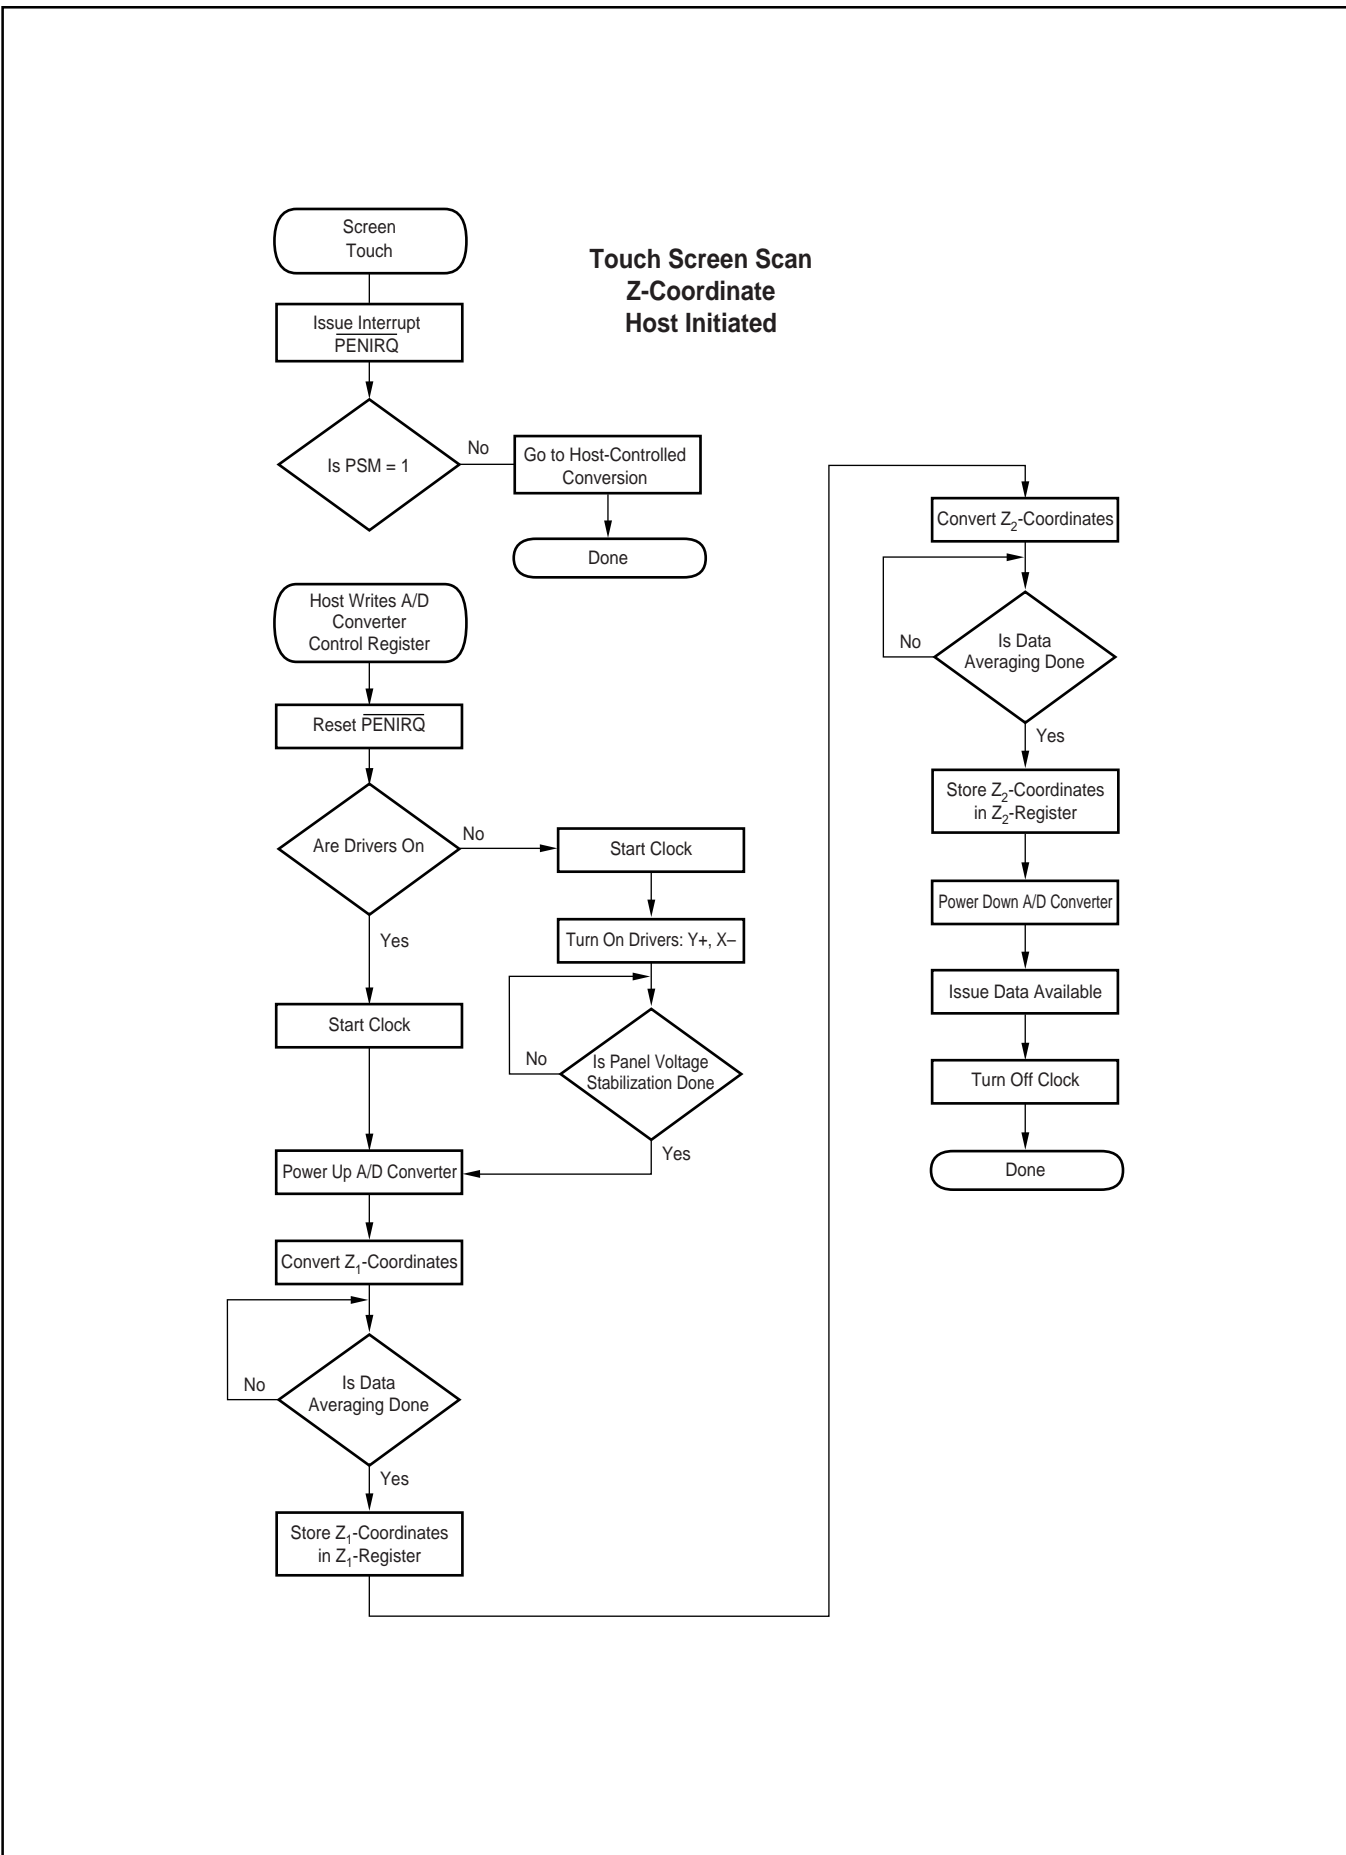 Screen
Touch
Touch Screen Scan
Z-Coordinate
Host Initiated
Issue Interrupt
PENIRQ
Is PSM = 1
No
Go to Host-Controlled
Conversion
Done
Host Writes A/D
Converter
Control Register
Reset PENIRQ
Are Drivers On
No
Start Clock
Yes
Turn On Drivers: Y+, X–
Start Clock
No
Is Panel Voltage
Stabilization Done
Yes
Power Up A/D Converter
Convert Z1-Coordinates
No
Is Data
Averaging Done
Yes
Store Z1-Coordinates
in Z1-Register
Convert Z2-Coordinates
No
Is Data
Averaging Done
Yes
Store Z2-Coordinates
in Z2-Register
Power Down A/D Converter
Issue Data Available
Turn Off Clock
Done